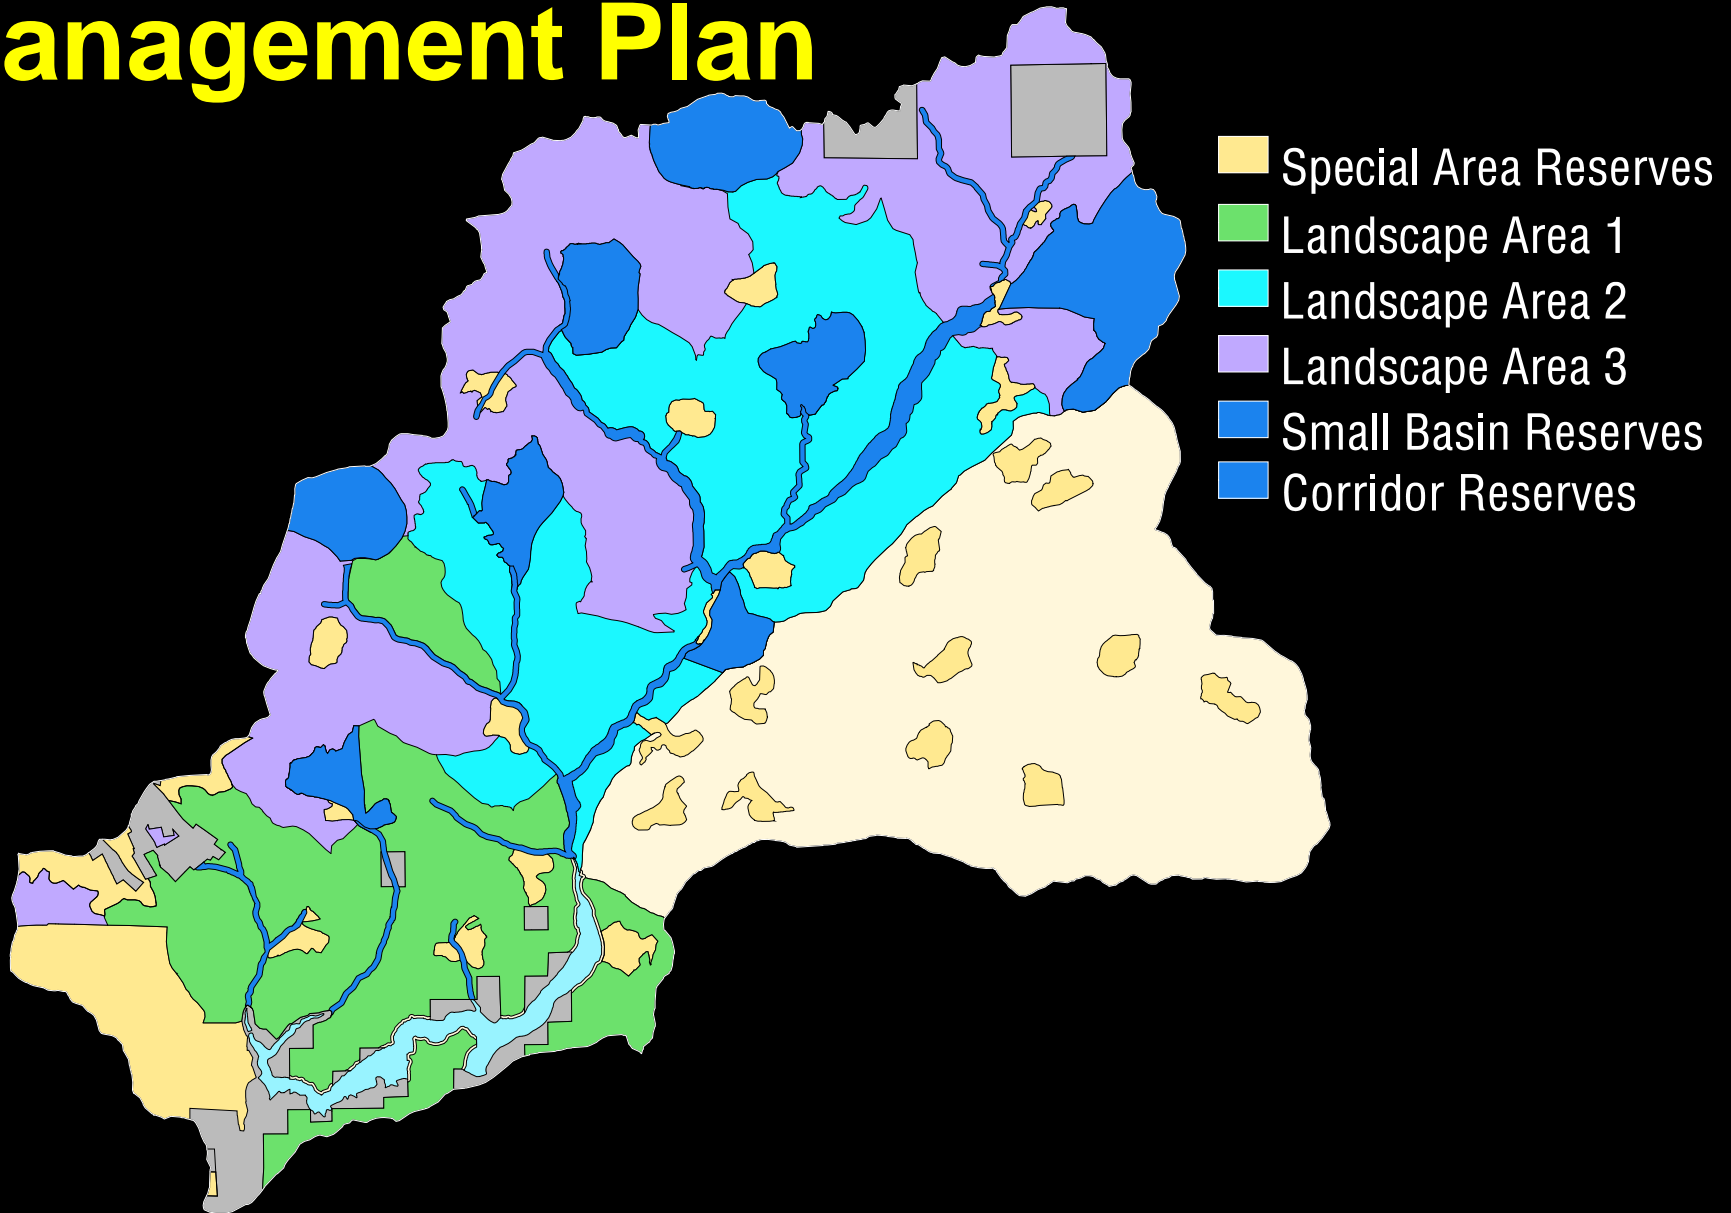 anagement Plan
Special Area Reserves
Landscape Area 1
Landscape Area 2
Landscape Area 3
Small Basin Reserves
Corridor Reserves